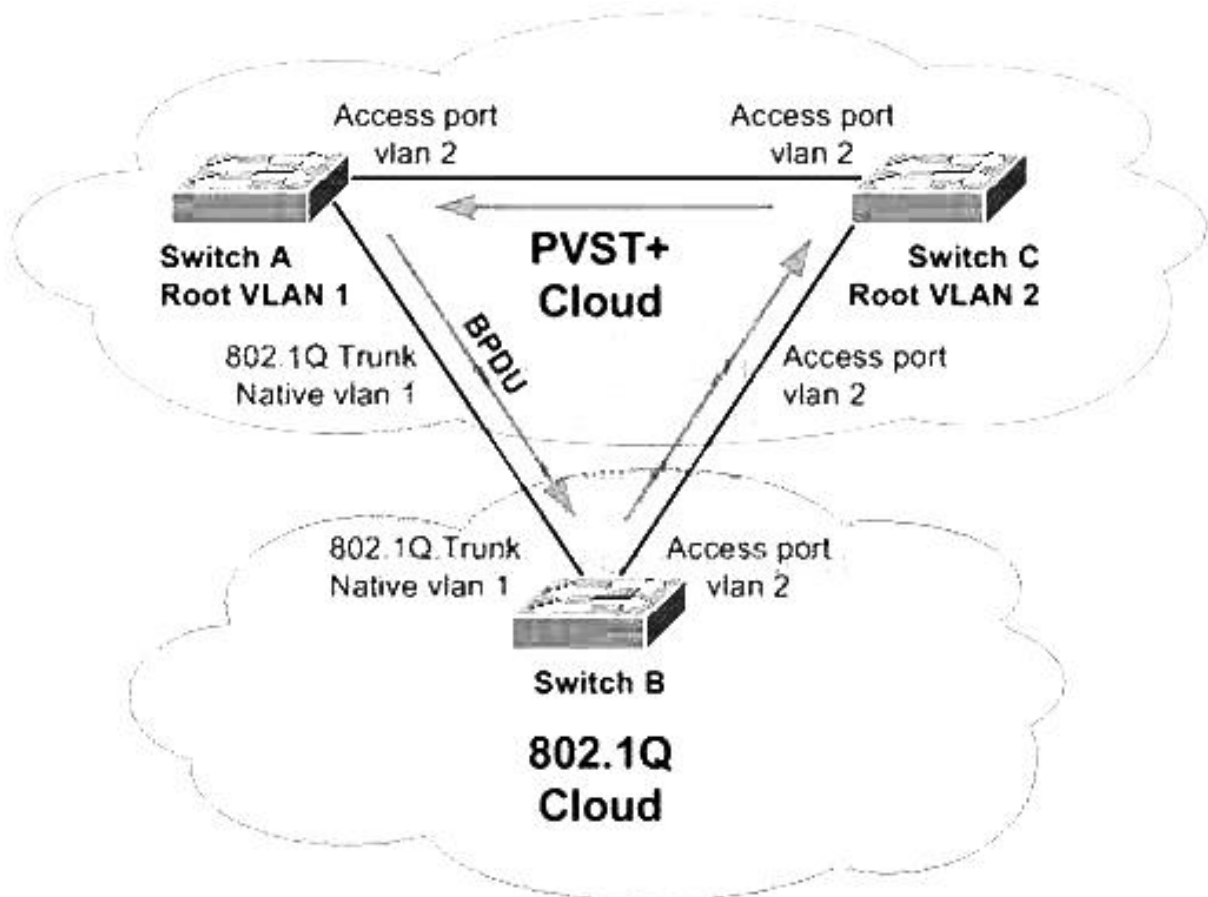 Access port
vlan 2
Access port
vlan 2
Switch A
Root VLAN 1
PVST+
Cloud
Switch C
Root VLAN 2
BPDU
802.1Q Trunk
Native vlan 1
Access port
vlan 2
802.1Q.Trunk
Native vlan 1
Access port
vlan 2
Switch B
802.1Q
Cloud